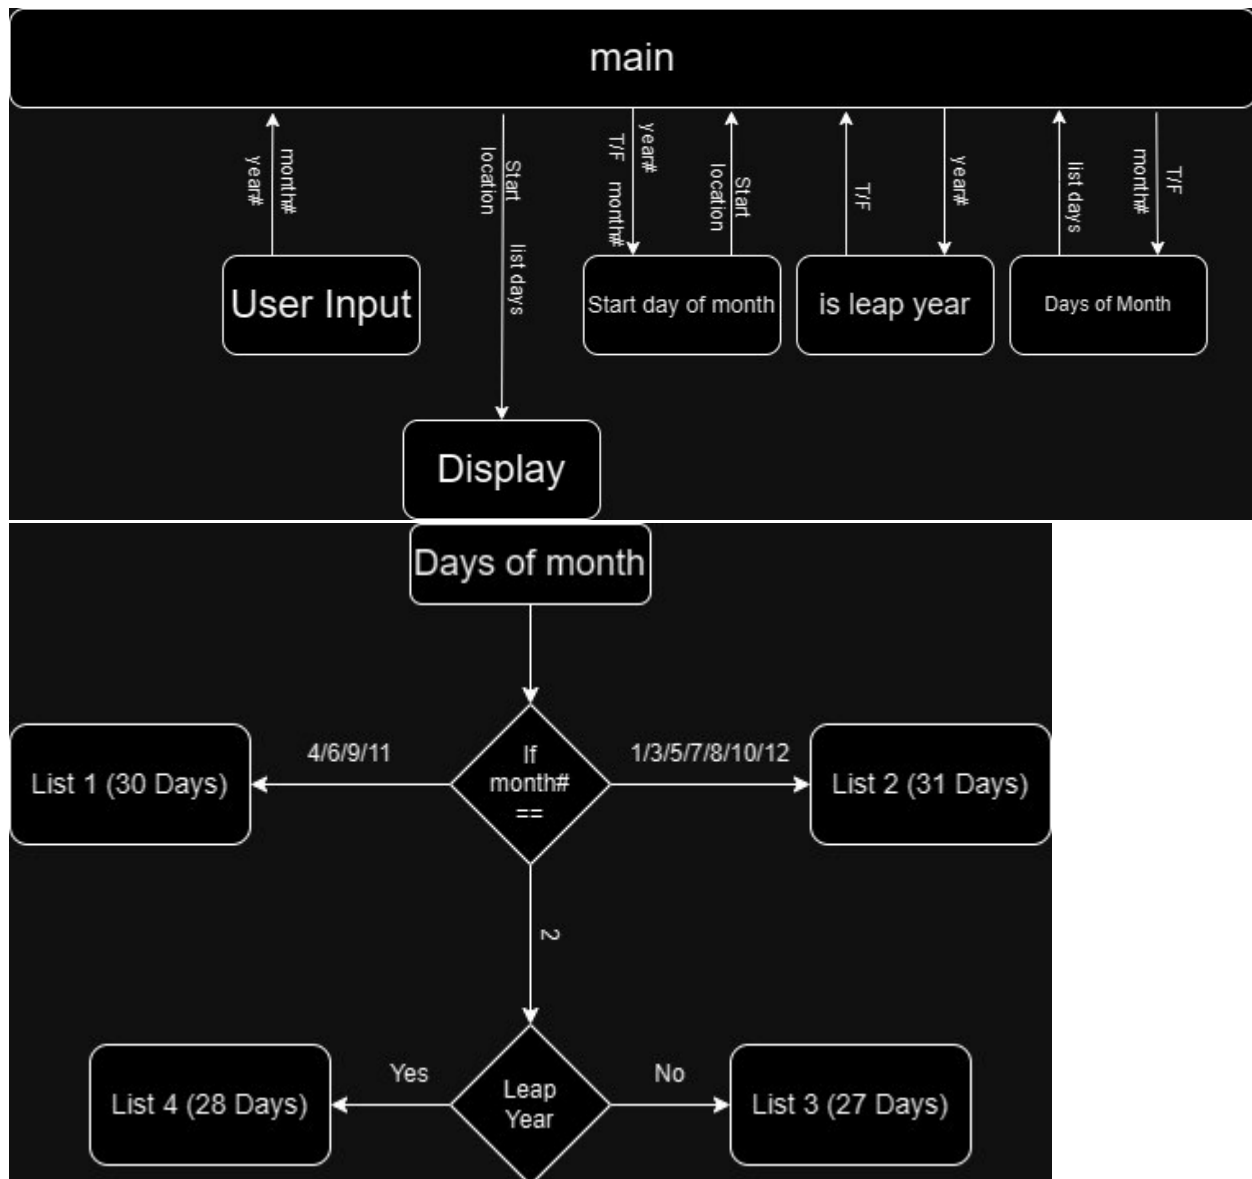 main
month#
year#
Start
location
list days
year#
T/F month#
Start
location
T/F
year#
list days
T/F
month#
User Input
Start day of month
is leap year
Days of Month
Display
Days of month
If
month#
==
4/6/9/11
1/3/5/7/8/10/12
List 1 (30 Days)
List 2 (31 Days)
2
Leap
Year
Yes
No
List 4 (28 Days)
List 3 (27 Days)